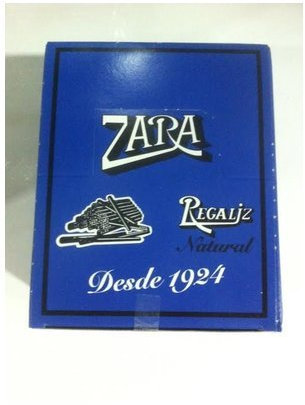 ZARA
REGALIZ
Natural
Desde 1924